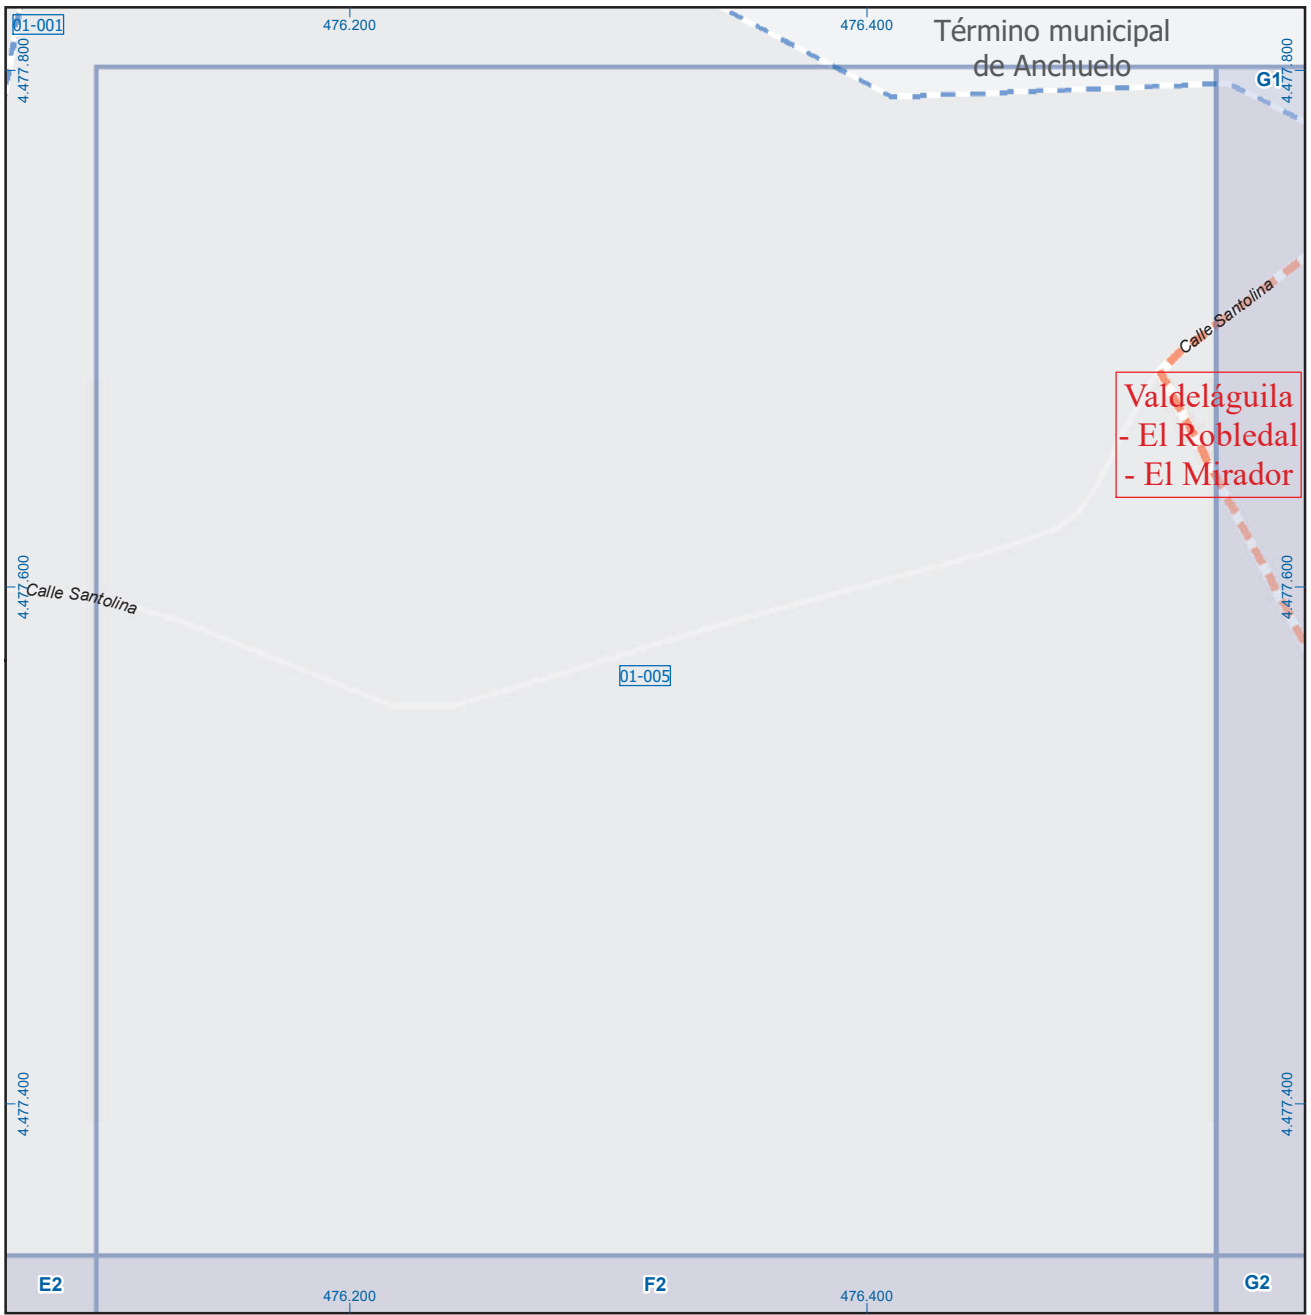 01-001
476.200
476.400
Término municipal
de Anchuelo
4.477.800
4.477.800
G1
Calle Santolina
Valdeláguila
- El Robledal
- El Mirador
4.477.600
4.477.600
Calle Santolina
01-005
4.477.400
4.477.400
E2
F2
G2
476.200
476.400